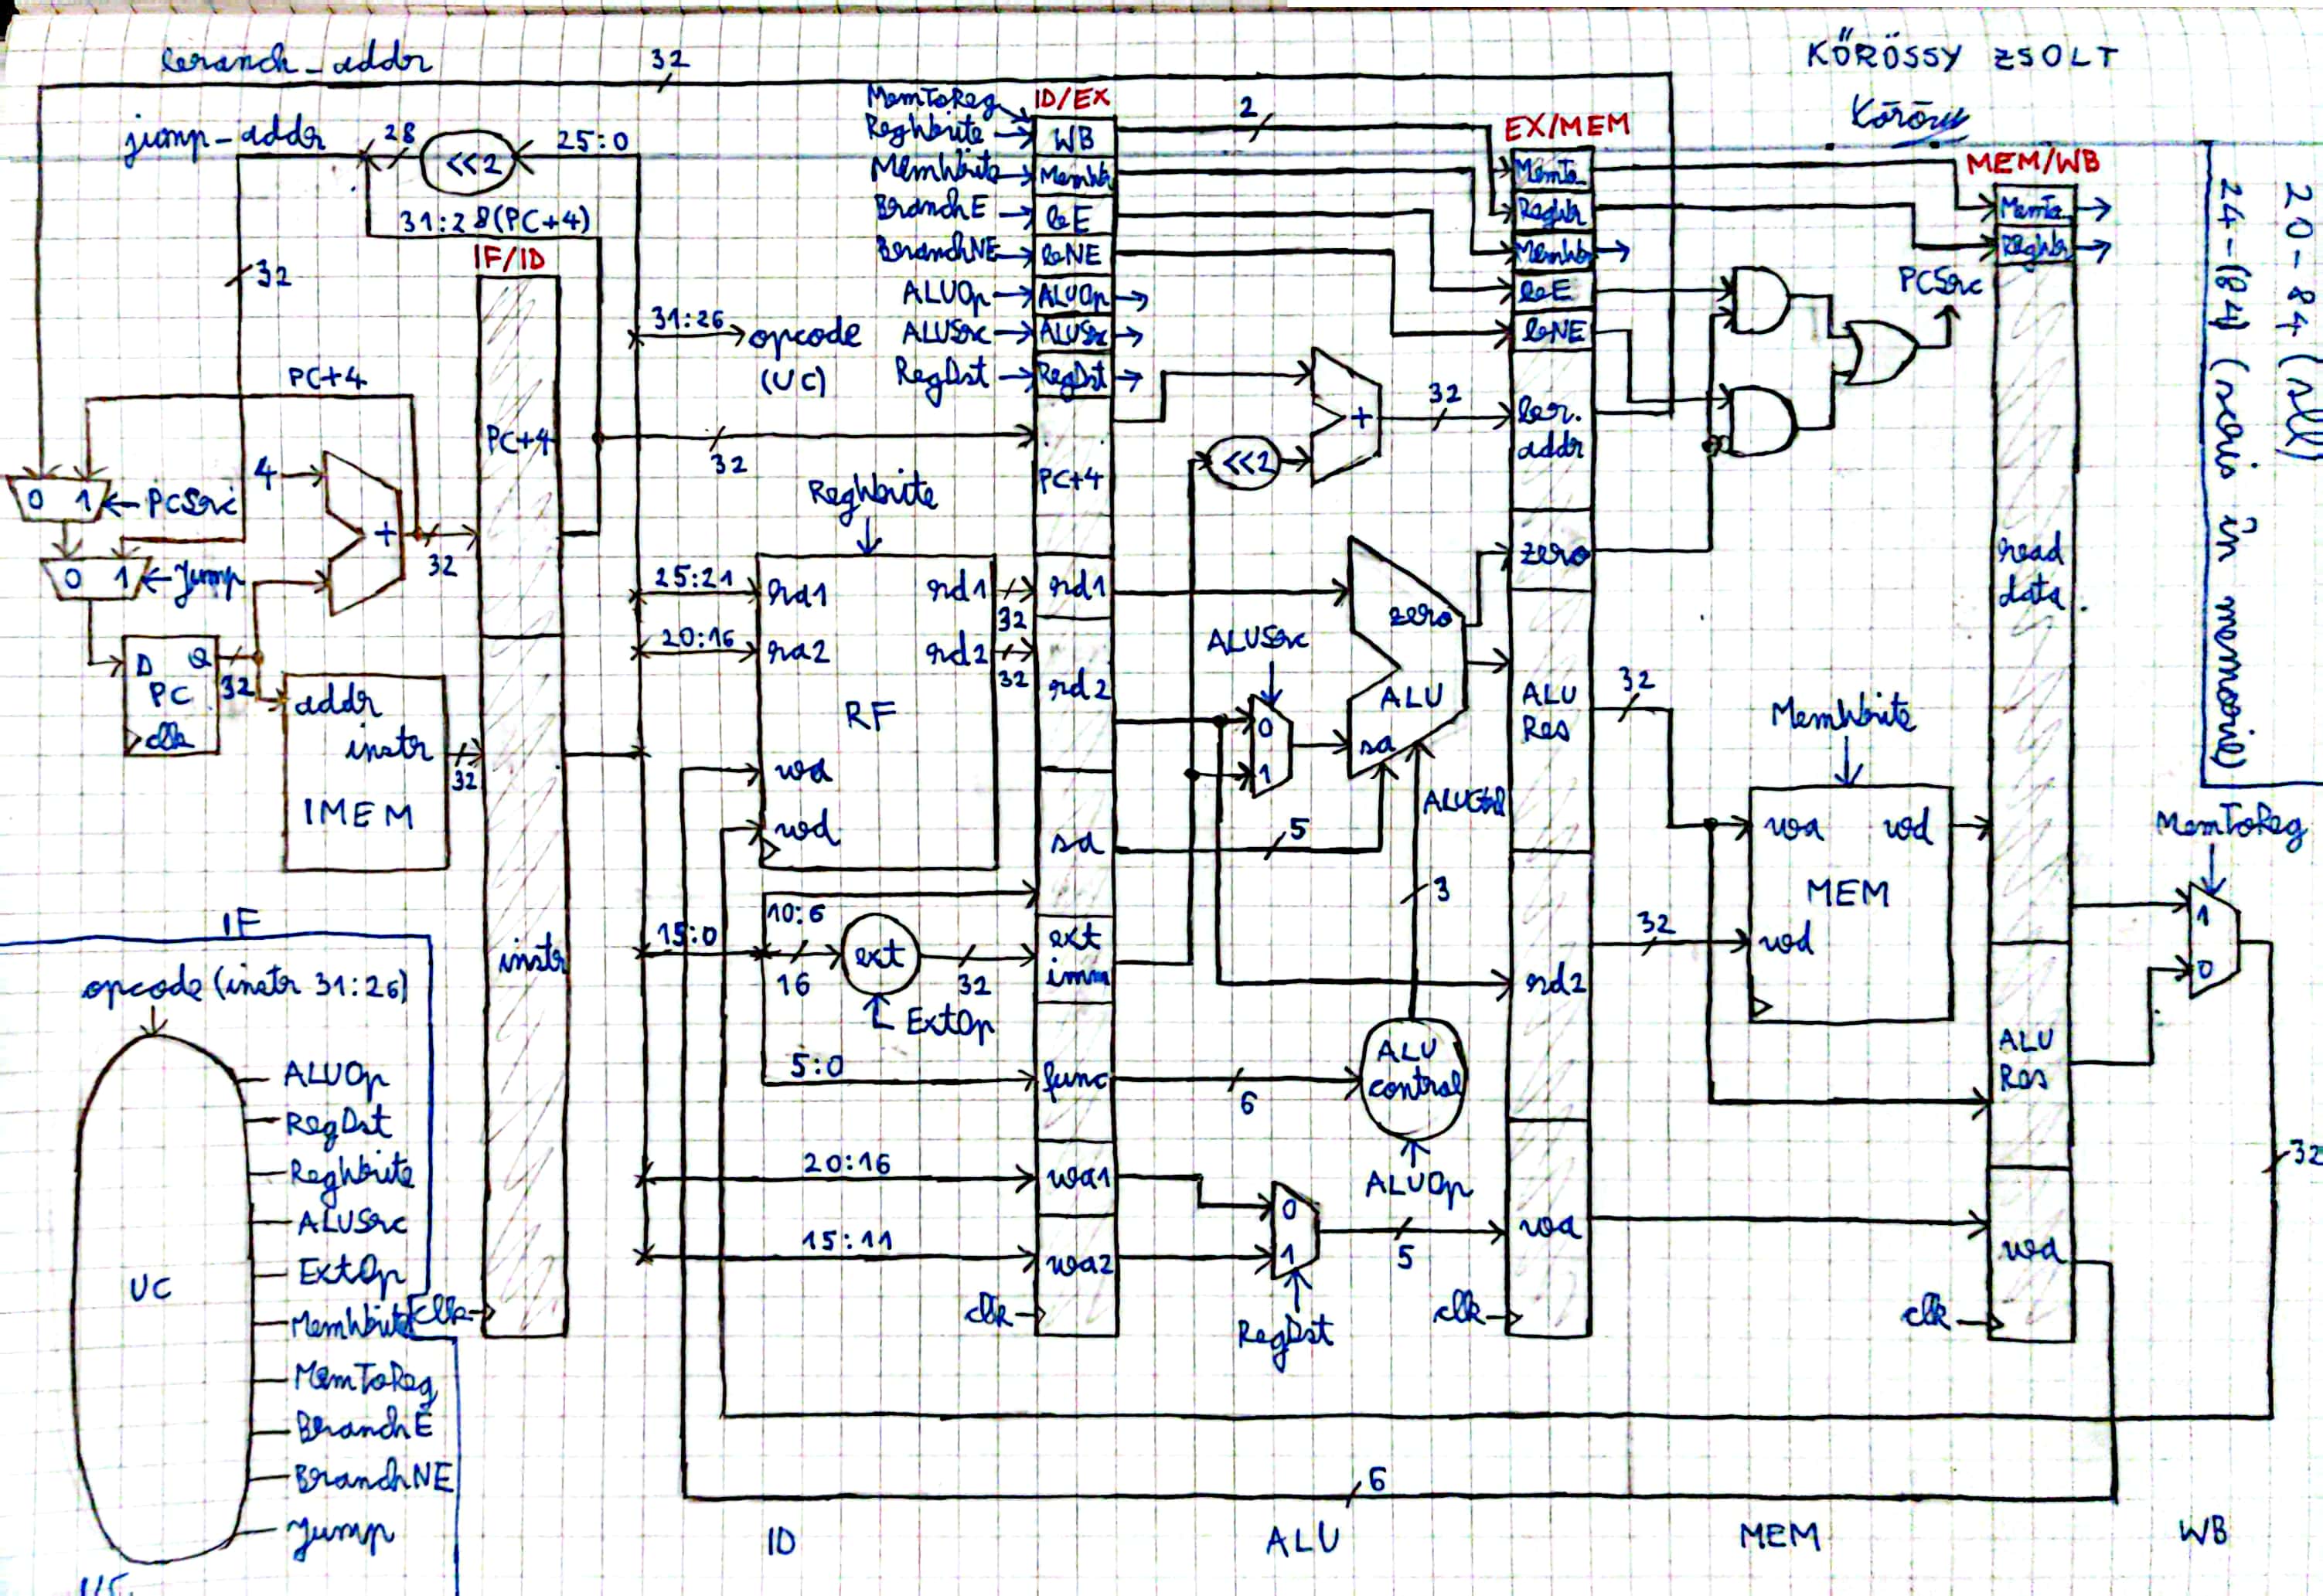 branch_addr
32
KŐRÖSSY ZSOLT
jump_addr
28
<<2
25:0
31:28(PC+4)
32
IF/ID
PC+4
instr
clk
PC+4
4
+
32
0 1
PCSrc
0 1
Jump
D Q
PC
clk
32
addr
instr
IMEM
32
IF
opcode (instr 31:26)
UC
ALUOp
RegDst
RegWrite
ALUSrc
ExtOp
MemWrite
MemToReg
BranchE
BranchNE
Jump
UC
31:26
opcode
(UC)
32
RegWrite
25:21
20:16
ra1
ra2
RF
wa
wd
rd1
32
rd2
32
15:0
10:6
16
ext
32
ExtOp
5:0
20:16
15:11
clk
ID
MemToReg
RegWrite
MemWrite
BranchE
BranchNE
ALUOp
ALUSrc
RegDst
ID/EX
WB
MemWr
brE
brNE
ALUOp
ALUSrc
RegDst
PC+4
rd1
rd2
sa
ext
imm
func
wa1
wa2
2
<<2
+
32
ALUSrc
0
1
zero
ALU
sa
5
ALUCtrl
3
ALU
control
6
ALUOp
0
1
RegDst
5
clk
ALU
EX/MEM
MemTo
RegWr
MemWr
brE
brNE
br.
addr
zero
ALU
Res
rd2
wa
PCSrc
32
32
MemWrite
wa
wd
rd
MEM
clk
MEM
MEM/WB
MemTo
RegWr
read
data
ALU
Res
wa
MemToReg
1
0
32
6
WB
20-84 (sll)
24-(84) (scris în memorie)